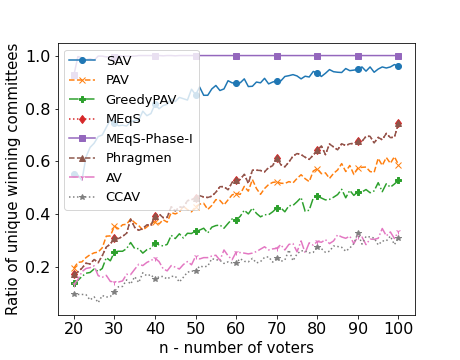 Ratio of unique winning committees
1.0
0.8
0.6
0.4
0.2
SAV
PAV
GreedyPAV
MEqS
MEqS-Phase-I
Phragmen
AV
CCAV
20 30 40 50 60 70 80 90 100
n - number of voters